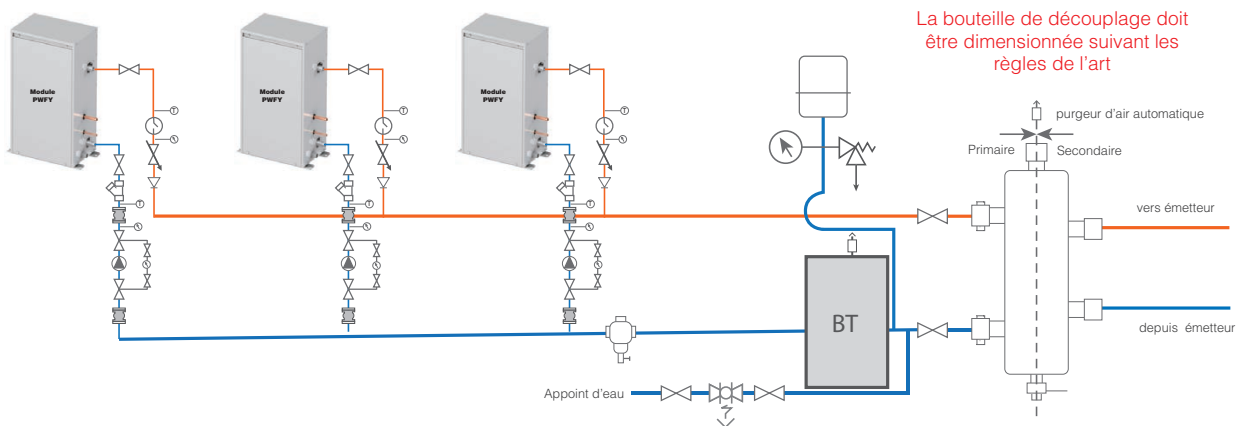 La bouteille de découplage doit
être dimensionnée suivant les
règles de l'art
Module
PWFY
Module
PWFY
Module
PWFY
T
T
T
purgeur d'air automatique
Primaire
Secondaire
T
T
T
vers émetteur
BT
depuis émetteur
Appoint d'eau